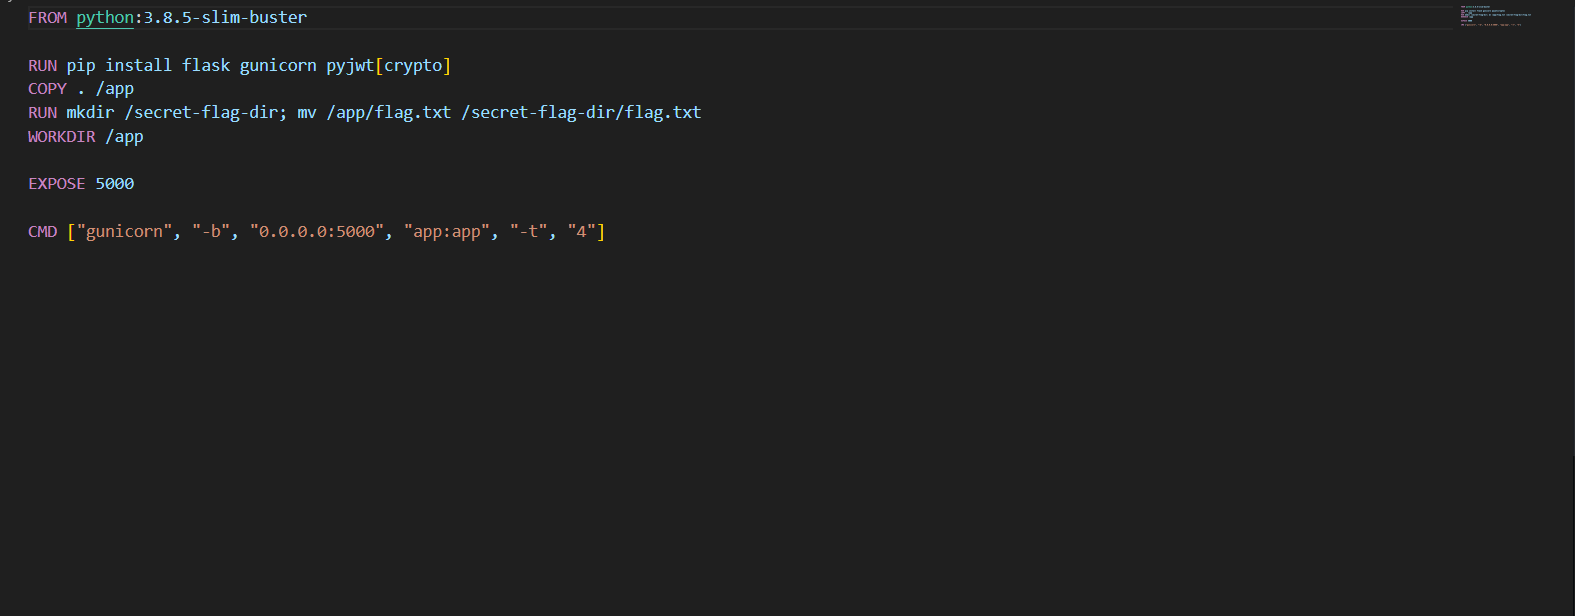 FROM python:3.8.5-slim-buster
RUN pip install flask gunicorn pyjwt[crypto]
COPY . /app
RUN mkdir /secret-flag-dir; mv /app/flag.txt /secret-flag-dir/flag.txt
WORKDIR /app
EXPOSE 5000
CMD ["gunicorn", "-b", "0.0.0.0:5000", "app:app", "-t", "4"]